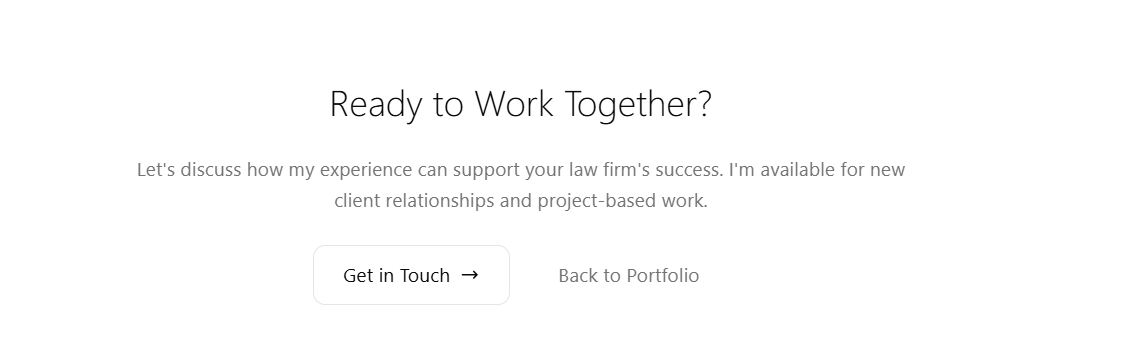 Ready to Work Together?
Let's discuss how my experience can support your law firm's success. I'm available for new
client relationships and project-based work.
Get in Touch →
Back to Portfolio